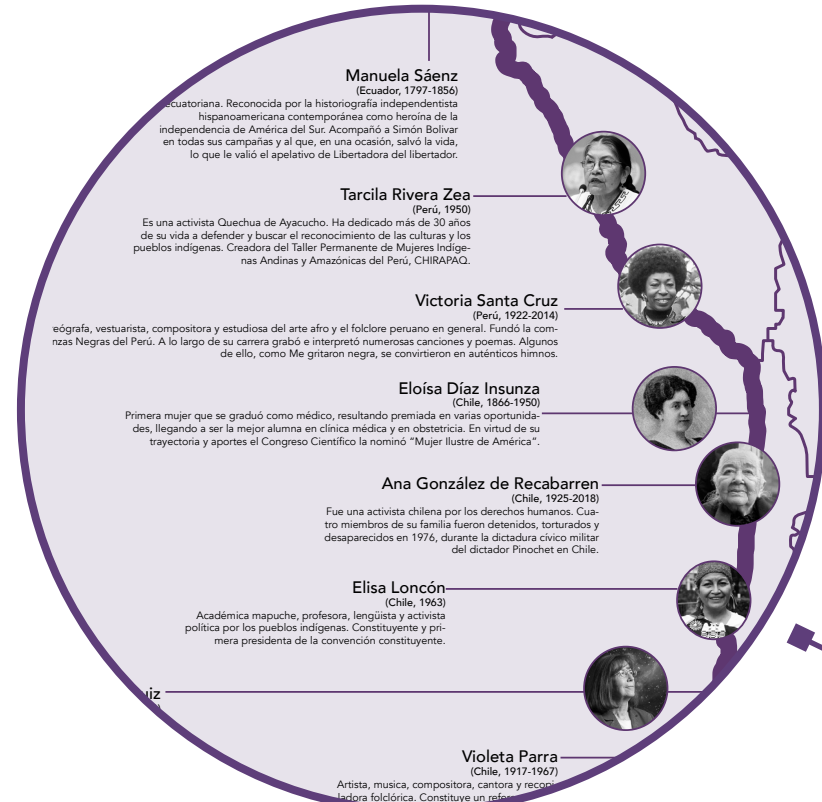 Manuela Sáenz
(Ecuador, 1797-1856)
ecuatoriana. Reconocida por la historiografía independentista
hispanoamericana contemporánea como heroína de la
independencia de América del Sur. Acompañó a Simón Bolivar
en todas sus campañas y al que, en una ocasión, salvó la vida,
lo que le valió el apelativo de Libertadora del libertador.
Tarcila Rivera Zea
(Perú, 1950)
Es una activista Quechua de Ayacucho. Ha dedicado más de 30 años
de su vida a defender y buscar el reconocimiento de las culturas y los
pueblos indígenas. Creadora del Taller Permanente de Mujeres Indíge-
nas Andinas y Amazónicas del Perú, CHIRAPAQ.
Victoria Santa Cruz
(Perú, 1922-2014)
eógrafa, vestuarista, compositora y estudiosa del arte afro y el folclore peruano en general. Fundó la com-
nzas Negras del Perú. A lo largo de su carrera grabó e interpretó numerosas canciones y poemas. Algunos
de ello, como Me gritaron negra, se convirtieron en auténticos himnos.
Eloísa Díaz Insunza
(Chile, 1866-1950)
Primera mujer que se graduó como médico, resultando premiada en varias oportunida-
des, llegando a ser la mejor alumna en clínica médica y en obstetricia. En virtud de su
trayectoria y aportes el Congreso Científico la nominó “Mujer Ilustre de América”.
Ana González de Recabarren
(Chile, 1925-2018)
Fue una activista chilena por los derechos humanos. Cua-
tro miembros de su familia fueron detenidos, torturados y
desaparecidos en 1976, durante la dictadura cívico militar
del dictador Pinochet en Chile.
Elisa Loncón
(Chile, 1963)
Académica mapuche, profesora, lengüista y activista
política por los pueblos indígenas. Constituyente y pri-
mera presidenta de la convención constituyente.
iz
Violeta Parra
(Chile, 1917-1967)
Artista, musica, compositora, cantora y recopi-
ladora folclórica. Constituye un